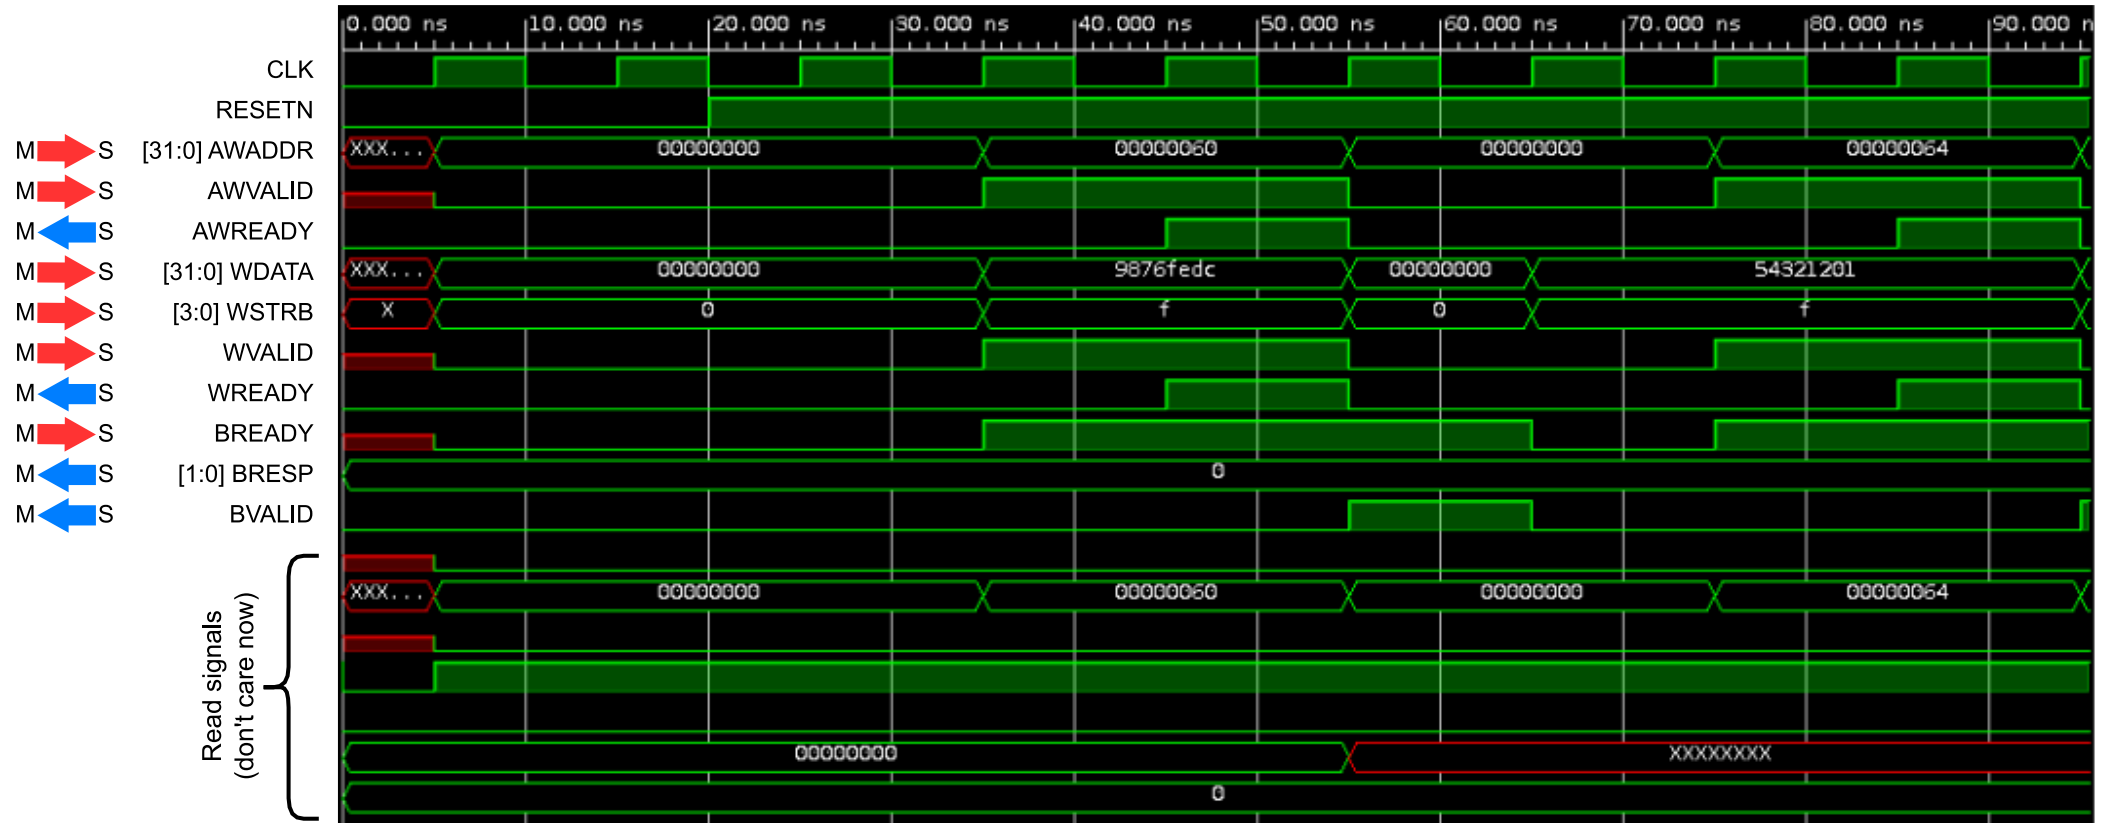 0.000 ns 10.000 ns 20.000 ns 30.000 ns 40.000 ns 50.000 ns 60.000 ns 70.000 ns 80.000 ns 90.000 n
CLK
RESETN
M S [31:0] AWADDR XXX... 00000000 00000060 00000000 00000064
M S AWVALID
M S AWREADY
M S [31:0] WDATA XXX... 00000000 9876fedc 00000000 54321201
M S [3:0] WSTRB X 0 f 0 f
M S WVALID
M S WREADY
M S BREADY
M S [1:0] BRESP 0
M S BVALID
Read signals
(don't care now)
XXX... 00000000 00000060 00000000 00000064
00000000 XXXXXXXX
0